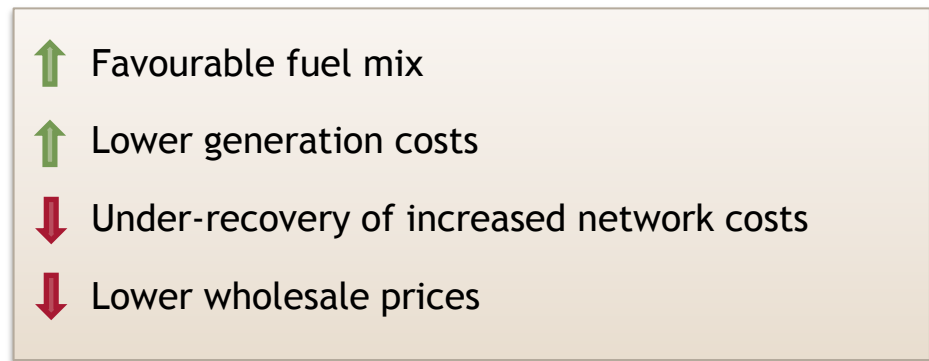 Favourable fuel mix
Lower generation costs
Under-recovery of increased network costs
Lower wholesale prices